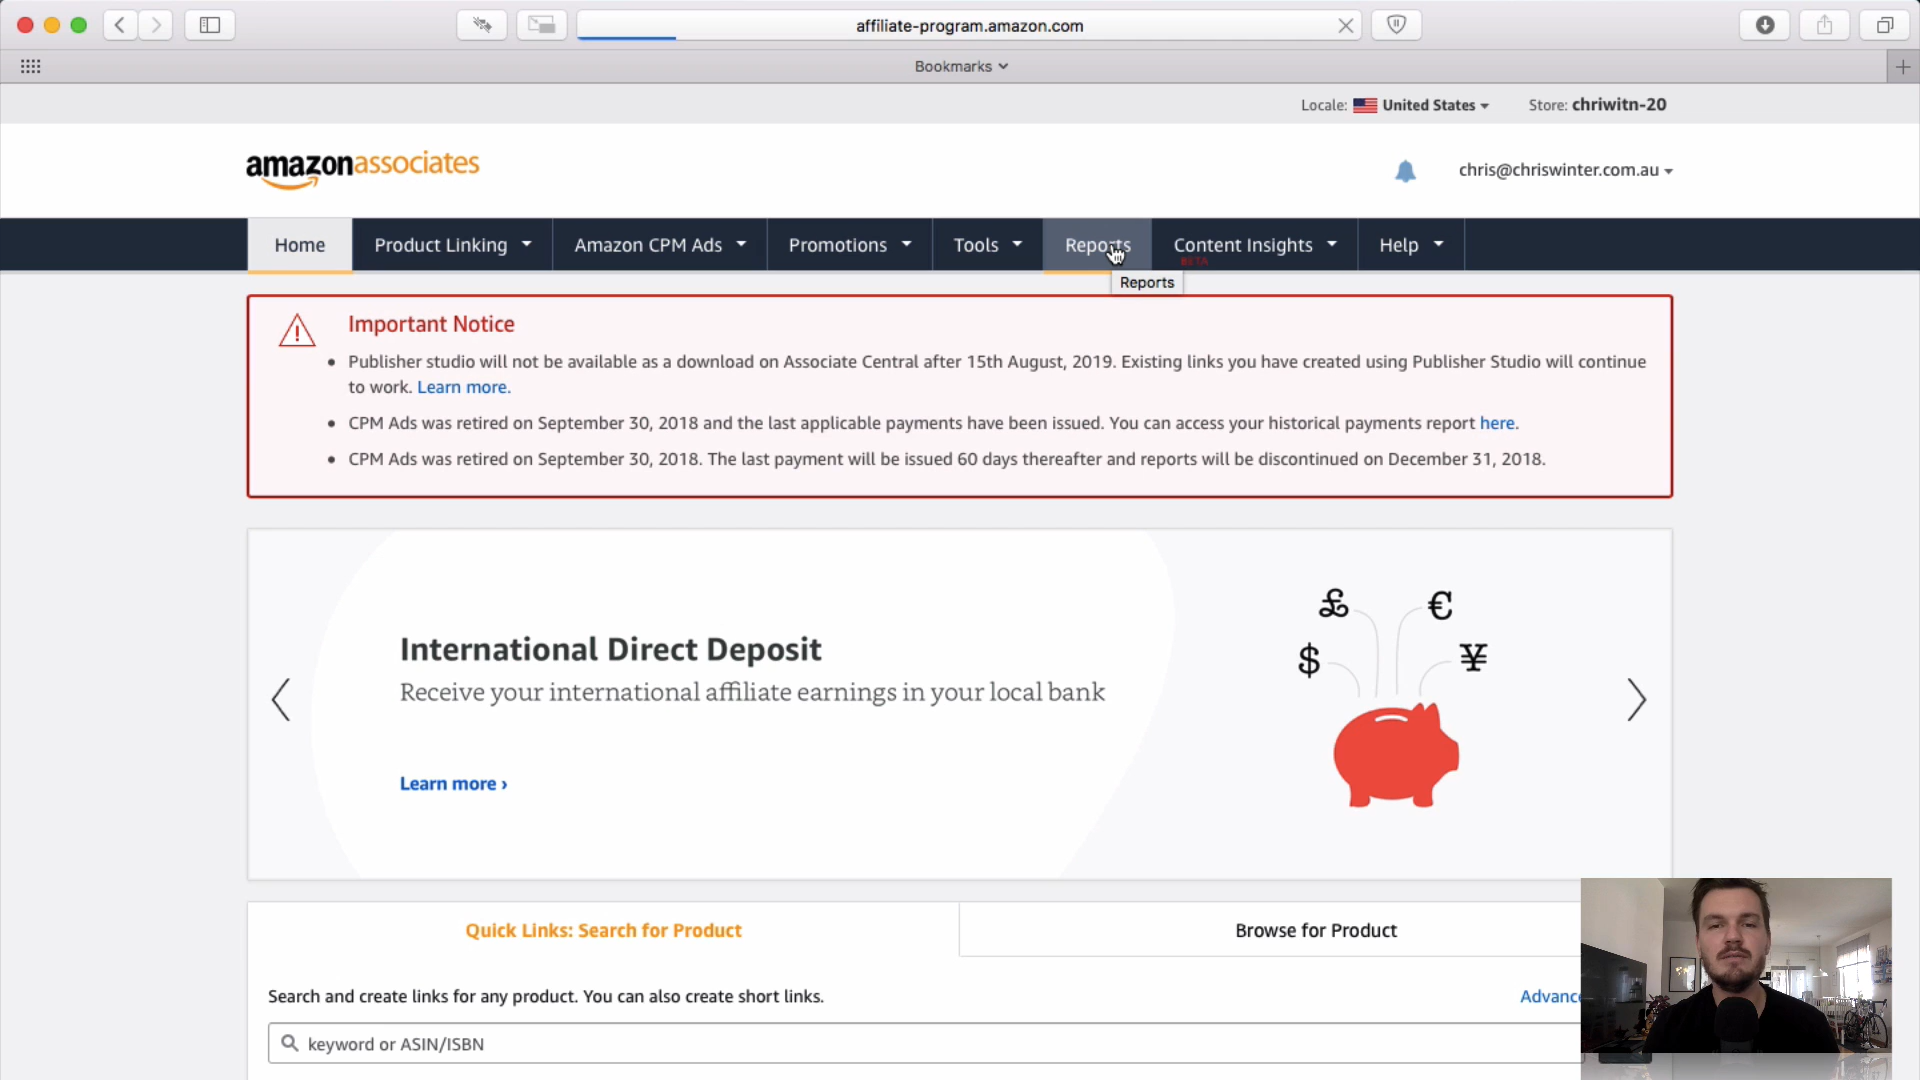 affiliate-program.amazon.com
Bookmarks
Locale: United States Store: chriwitn-20
amazonassociates
chris@chriswinter.com.au
Home Product Linking Amazon CPM Ads Promotions Tools Reports Content Insights Help
BETA
Reports
Important Notice
Publisher studio will not be available as a download on Associate Central after 15th August, 2019. Existing links you have created using Publisher Studio will continue
to work. Learn more.
CPM Ads was retired on September 30, 2018 and the last applicable payments have been issued. You can access your historical payments report here.
CPM Ads was retired on September 30, 2018. The last payment will be issued 60 days thereafter and reports will be discontinued on December 31, 2018.
£ €
$ ¥
International Direct Deposit
Receive your international affiliate earnings in your local bank
Learn more ›
Quick Links: Search for Product Browse for Product
Search and create links for any product. You can also create short links. Advanc
keyword or ASIN/ISBN